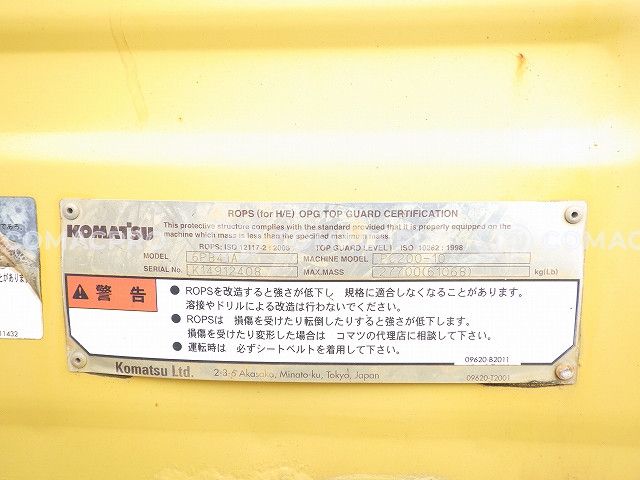 ROPS (for H/E) OPG TOP GUARD CERTIFICATION
KOMATSU
This protective structure complies with the standard provided that it is properly equipped on the
machine which mass is less than the specified maximum mass.
ROPS: ISO 12117-2 : 2008 TOP GUARD LEVEL1 ISO 10262 : 1998
MODEL. 6PB41A MACHINE MODEL PC200-10
SERIAL No. K14912408 MAX.MASS 27700(61068) kg(Lb)
警告
● ROPSを改造すると強さが低下し 規格に適合しなくなることがあります。
溶接やドリルによる改造は行わないでください。
● ROPSは 損傷を受けたり転倒したりすると強さが低下します。
損傷を受けたり変形した場合は コマツの代理店に相談して下さい。
● 運転時は 必ずシートベルトを着用して下さい。
09620-B2011
Komatsu Ltd. 2-3-6 Akasaka, Minato-ku, Tokyo, Japan 09620-T2001
とがあります
11432